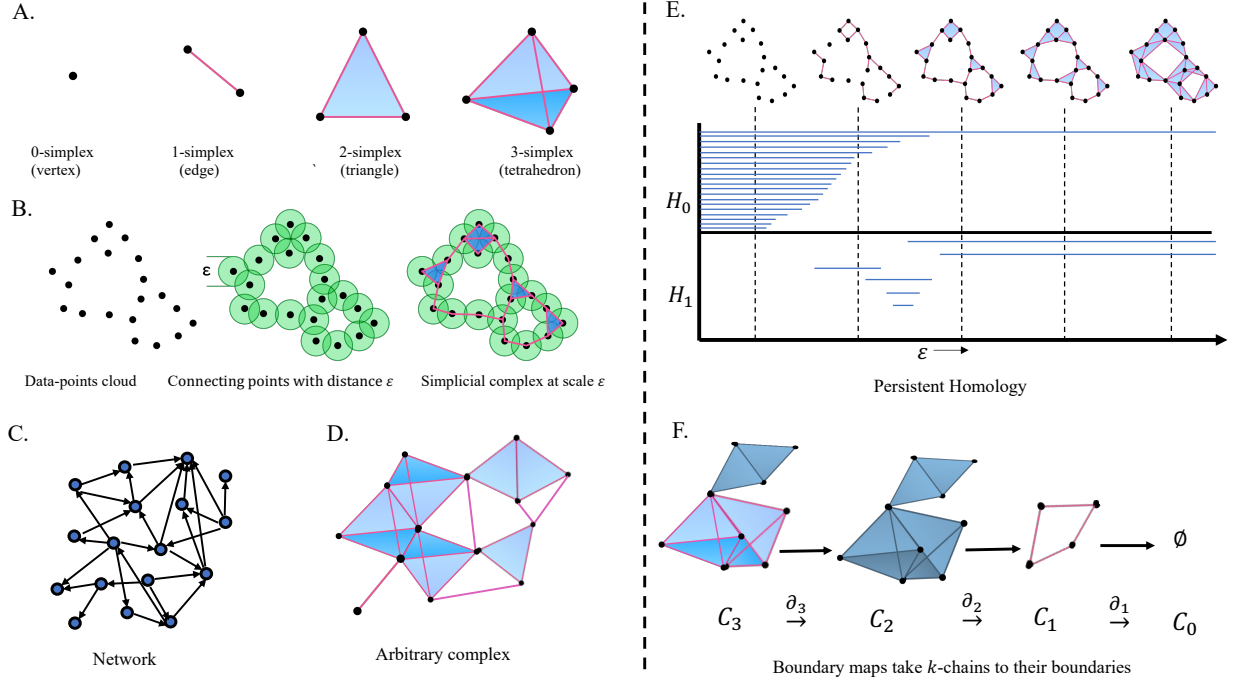 A.
0-simplex
(vertex)
1-simplex
(edge)
`
2-simplex
(triangle)
3-simplex
(tetrahedron)
B.
ε
Data-points cloud
Connecting points with distance ε
Simplicial complex at scale ε
C.
Network
D.
Arbitrary complex
E.
H₀
H₁
ε
Persistent Homology
F.
∅
C₃ ∂₃→ C₂ ∂₂→ C₁ ∂₁→ C₀
Boundary maps take k-chains to their boundaries